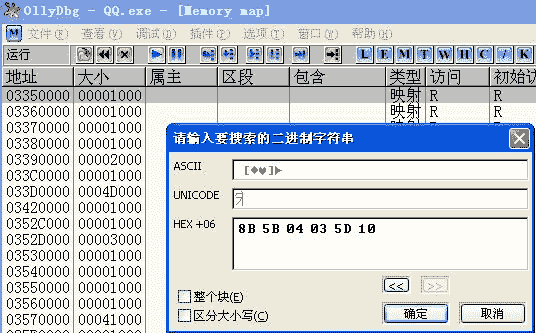 OllyDbg - QQ.exe - [Memory map]
M 文件(F) 查看(V) 调试(D) 插件(P) 选项(T) 窗口(W) 帮助(H)
运行 L E M T W H C / K
地址 大小 属主 区段 包含 类型 访问 初始访
03350000 00001000 映射 R R
03360000 00001000 映射 R R
03370000 00001000 映射 R R
03380000 00001000
03390000 00002000
033C0000 00001000
033D0000 0004D000
03420000 00001000
0352C000 00001000
0352D000 00003000
03530000 00001000
03540000 00001000
03550000 00001000
03560000 00001000
03570000 00041000
请输入要搜索的二进制字符串
ASCII [♦♥]►
UNICODE
HEX +06 8B 5B 04 03 5D 10
<< >>
整个块(E)
区分大小写(C)
确定 取消